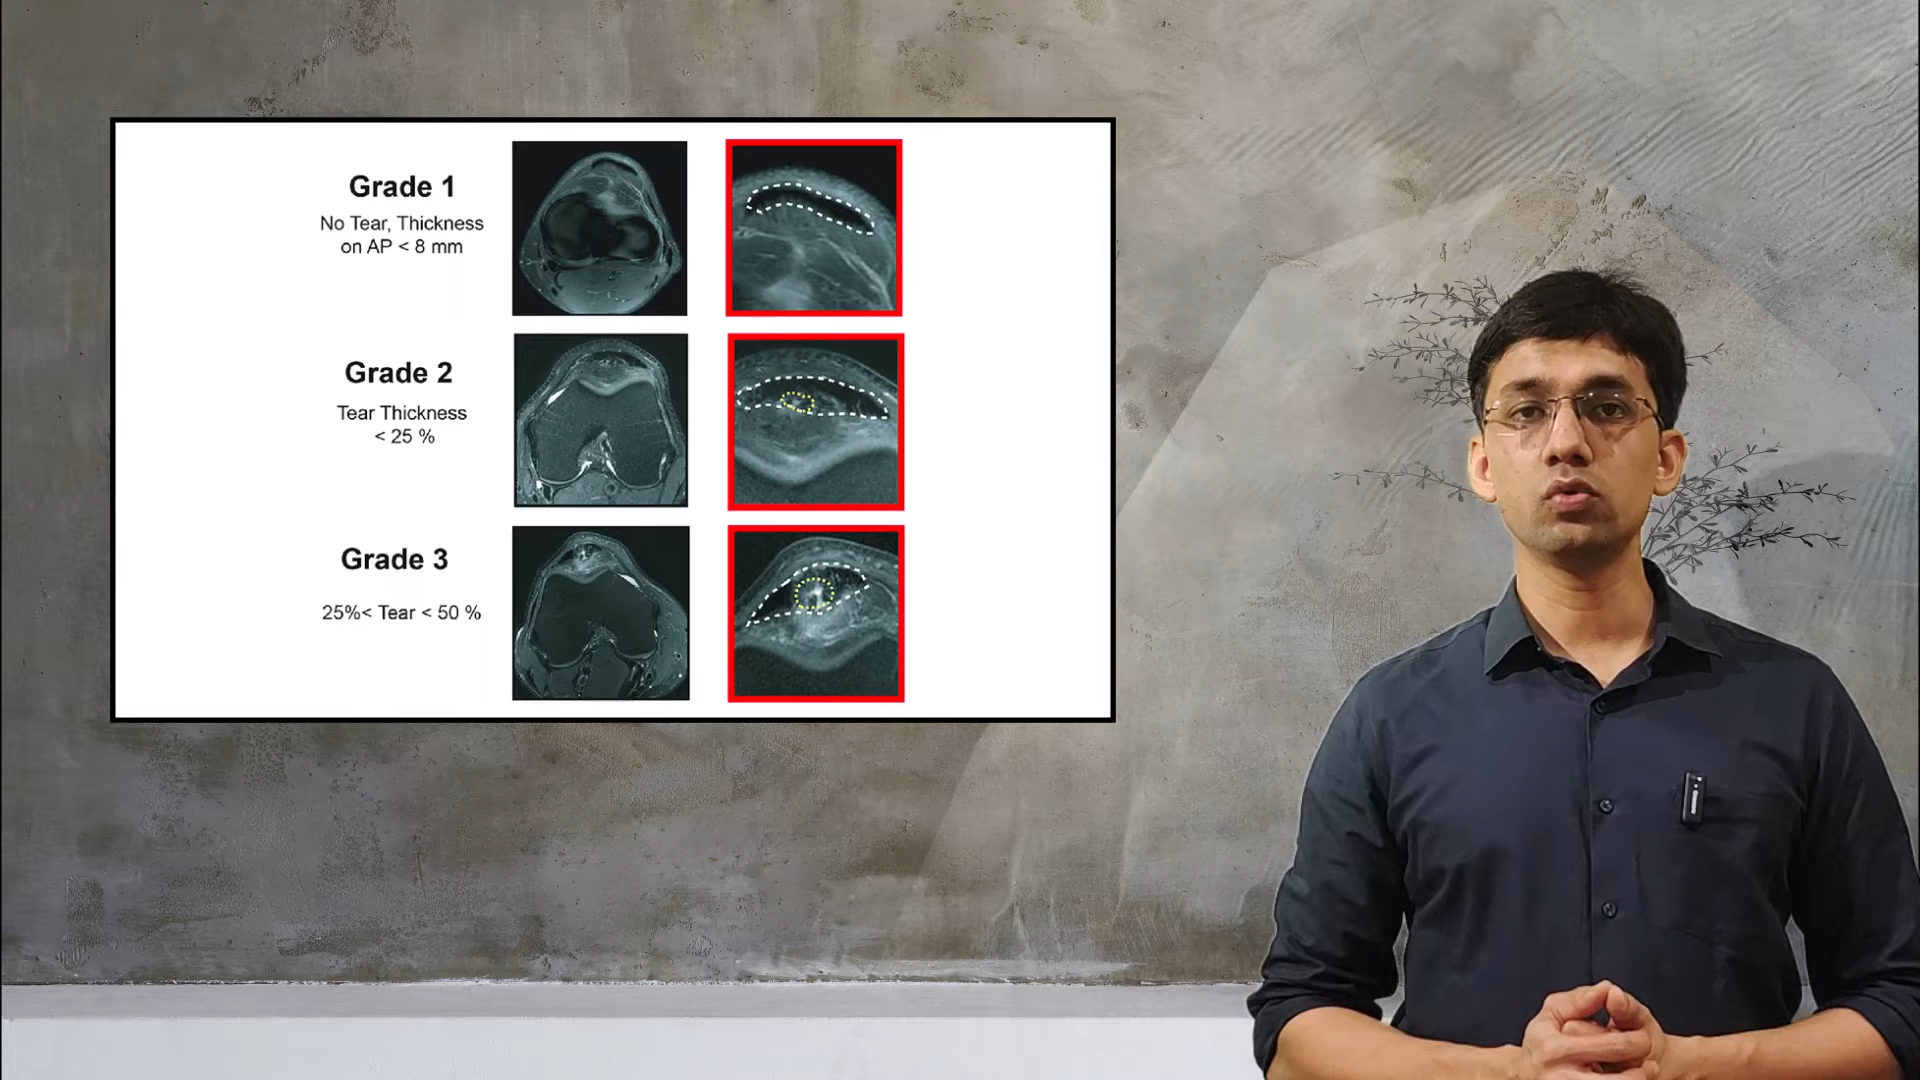 Grade 1
No Tear, Thickness
on AP < 8 mm
Grade 2
Tear Thickness
< 25 %
Grade 3
25%< Tear < 50 %